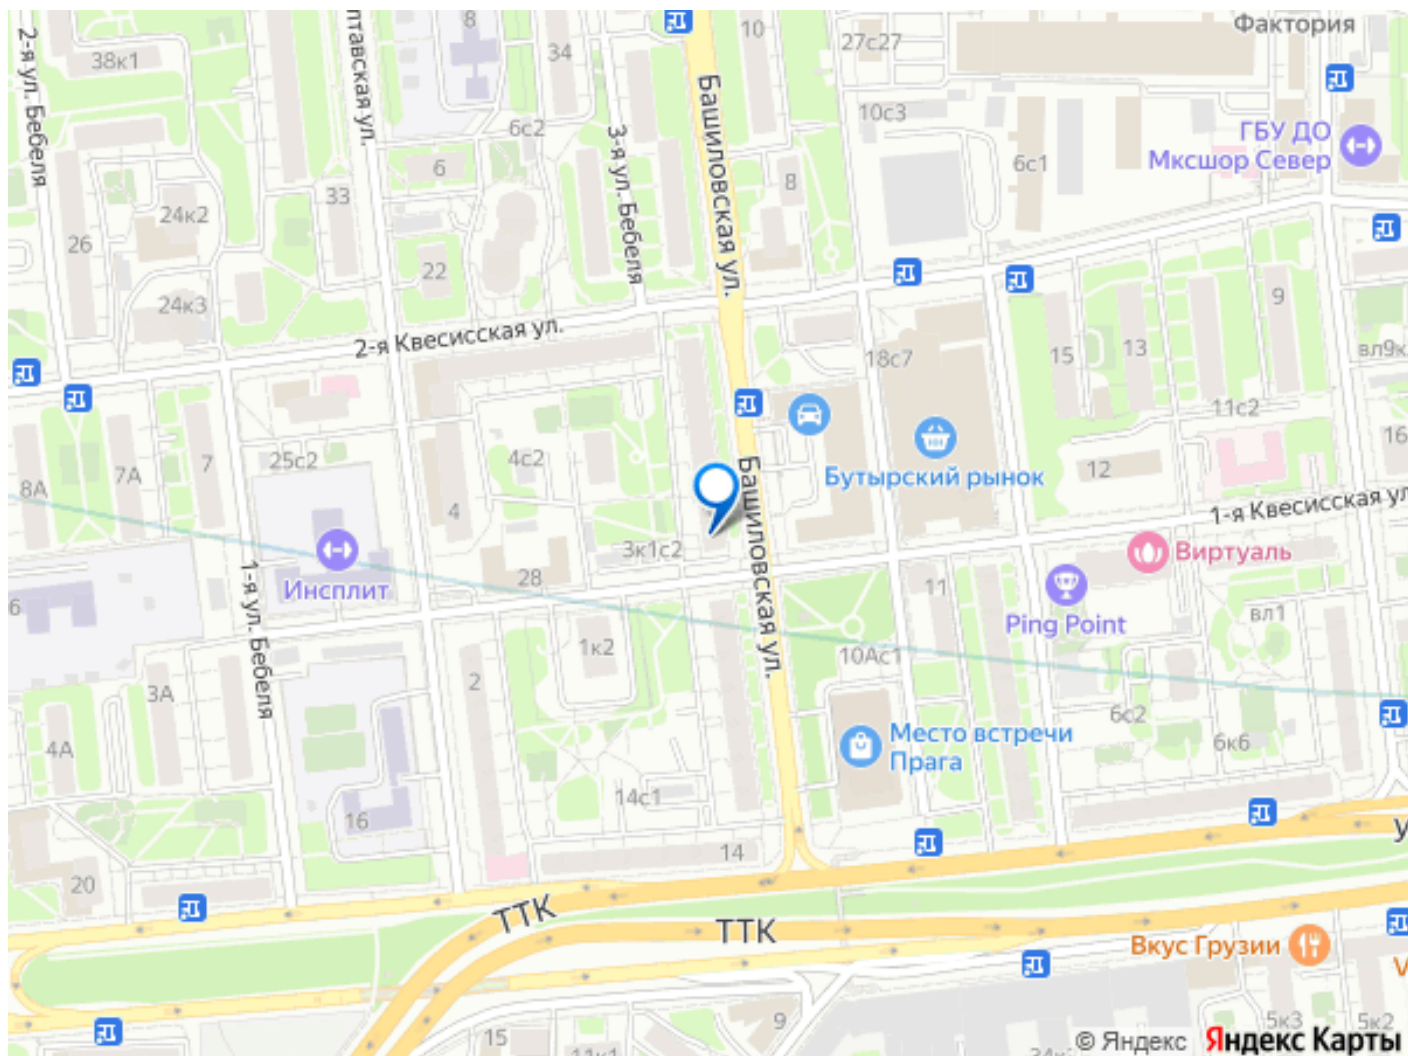 Фактория
8
10
27с27
2-я ул. Бебеля
38к1
34
Башиловская ул.
10с3
6с2
ГБУ ДО
Мксшор Север
3-я ул. Бебеля
6
6с1
8
33
24к2
26
22
24к3
9
2-я Квесисская ул.
18с7
15
13
11с2
16
Бутырский рынок
7
25с2
4с2
12
7А
8А
4
Башиловская ул.
1-я Квесисская ул
3к1с2
Виртуаль
28
Инсплит
11
1-я ул. Бебеля
6
Ping Point
вл1
1к2
10Ас1
2
3А
6с2
4А
Место встречи
Прага
6к6
14с1
16
14
20
ТТК
ТТК
Вкус Грузии
9
15
5к3
5к2
11к1
© Яндекс
Яндекс Карты